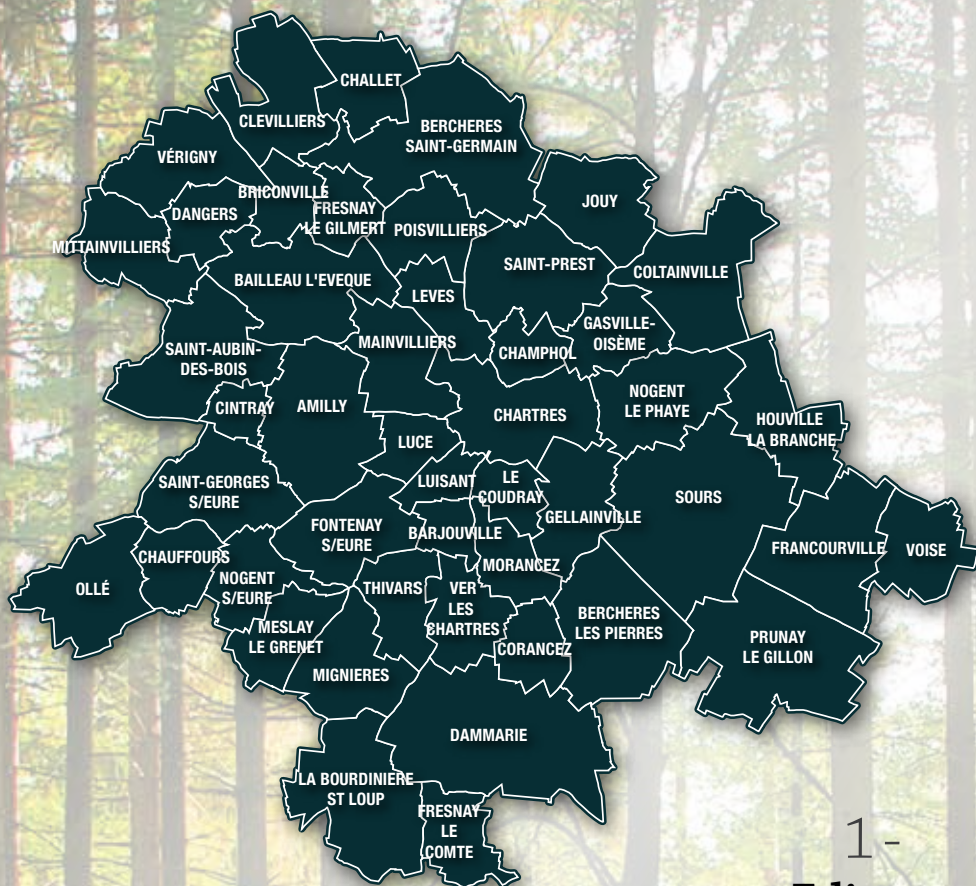 CHALLET
CLEVILLIERS
BERCHERES
SAINT-GERMAIN
VÉRIGNY
BRICONVILLE
DANGERS
FRESNAY
LE GILMERT
JOUY
MITTAINVILLIERS
POISVILLIERS
SAINT-PREST
COLTAINVILLE
BAILLEAU L'EVEQUE
LEVES
GASVILLE-
OISÈME
MAINVILLIERS
CHAMPHOL
SAINT-AUBIN-
DES-BOIS
CINTRAY
AMILLY
CHARTRES
NOGENT
LE PHAYE
HOUVILLE
LA BRANCHE
LUCE
SAINT-GEORGES
S/EURE
LUISANT
LE
COUDRAY
SOURS
GELLAINVILLE
FONTENAY
S/EURE
BARJOUVILLE
FRANCOURVILLE
VOISE
CHAUFFOURS
MORANCEZ
OLLÉ
NOGENT
S/EURE
THIVARS
VER
LES
CHARTRES
BERCHERES
LES PIERRES
MESLAY
LE GRENET
CORANCEZ
PRUNAY
LE GILLON
MIGNIERES
DAMMARIE
LA BOURDINIERE
ST LOUP
FRESNAY
LE
COMTE
1-